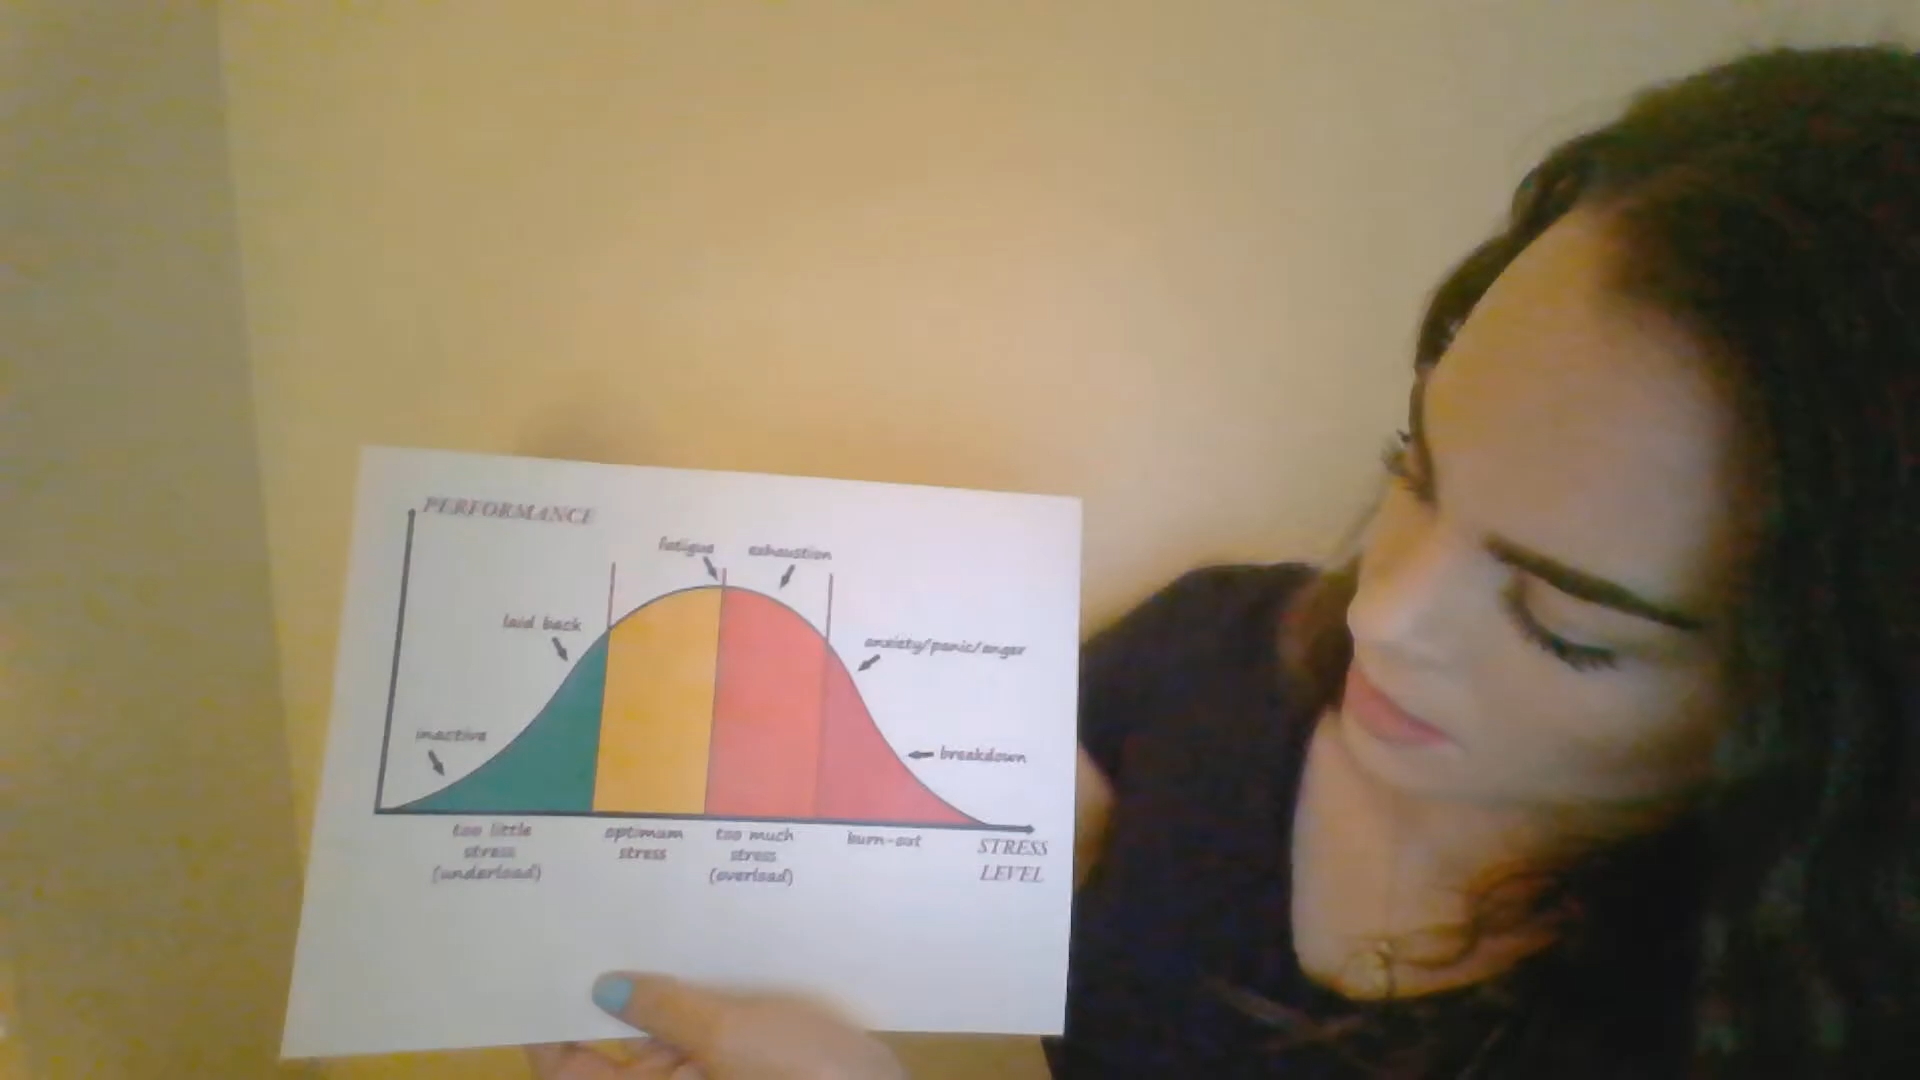 PERFORMANCE
fatigue
exhaustion
laid back
anxiety/panic/anger
inactive
breakdown
too little
stress
(underload)
optimum
stress
too much
stress
(overload)
burn-out
STRESS
LEVEL